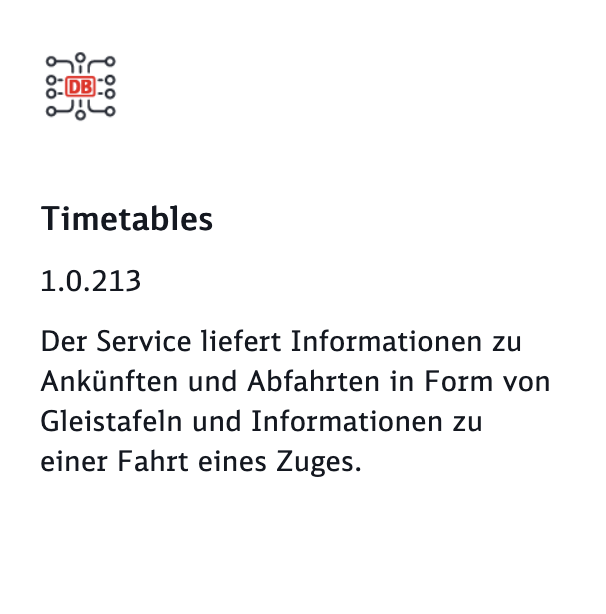 DB
Timetables
1.0.213
Der Service liefert Informationen zu
Ankünften und Abfahrten in Form von
Gleistafeln und Informationen zu
einer Fahrt eines Zuges.